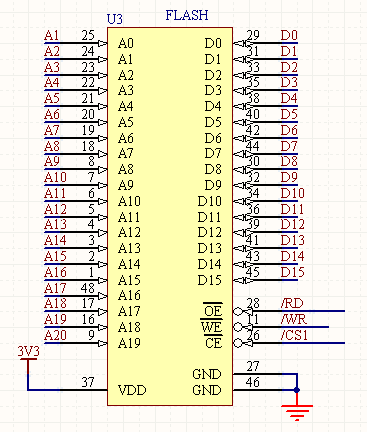 U3 FLASH
A1 25 A0 D0 29 D0
A2 24 A1 D1 31 D1
A3 23 A2 D2 33 D2
A4 22 A3 D3 35 D3
A5 21 A4 D4 38 D4
A6 20 A5 D5 40 D5
A7 19 A6 D6 42 D6
A8 18 A7 D7 44 D7
A9 8 A8 D8 30 D8
A10 7 A9 D9 32 D9
A11 6 A10 D10 34 D10
A12 5 A11 D11 36 D11
A13 4 A12 D12 39 D12
A14 3 A13 D13 41 D13
A15 2 A14 D14 43 D14
A16 1 A15 D15 45 D15
A17 48 A16
A18 17 A17 OE 28 /RD
A19 16 A18 WE 11 /WR
A20 9 A19 CE 26 /CS1
3V3
GND 27
37 VDD GND 46